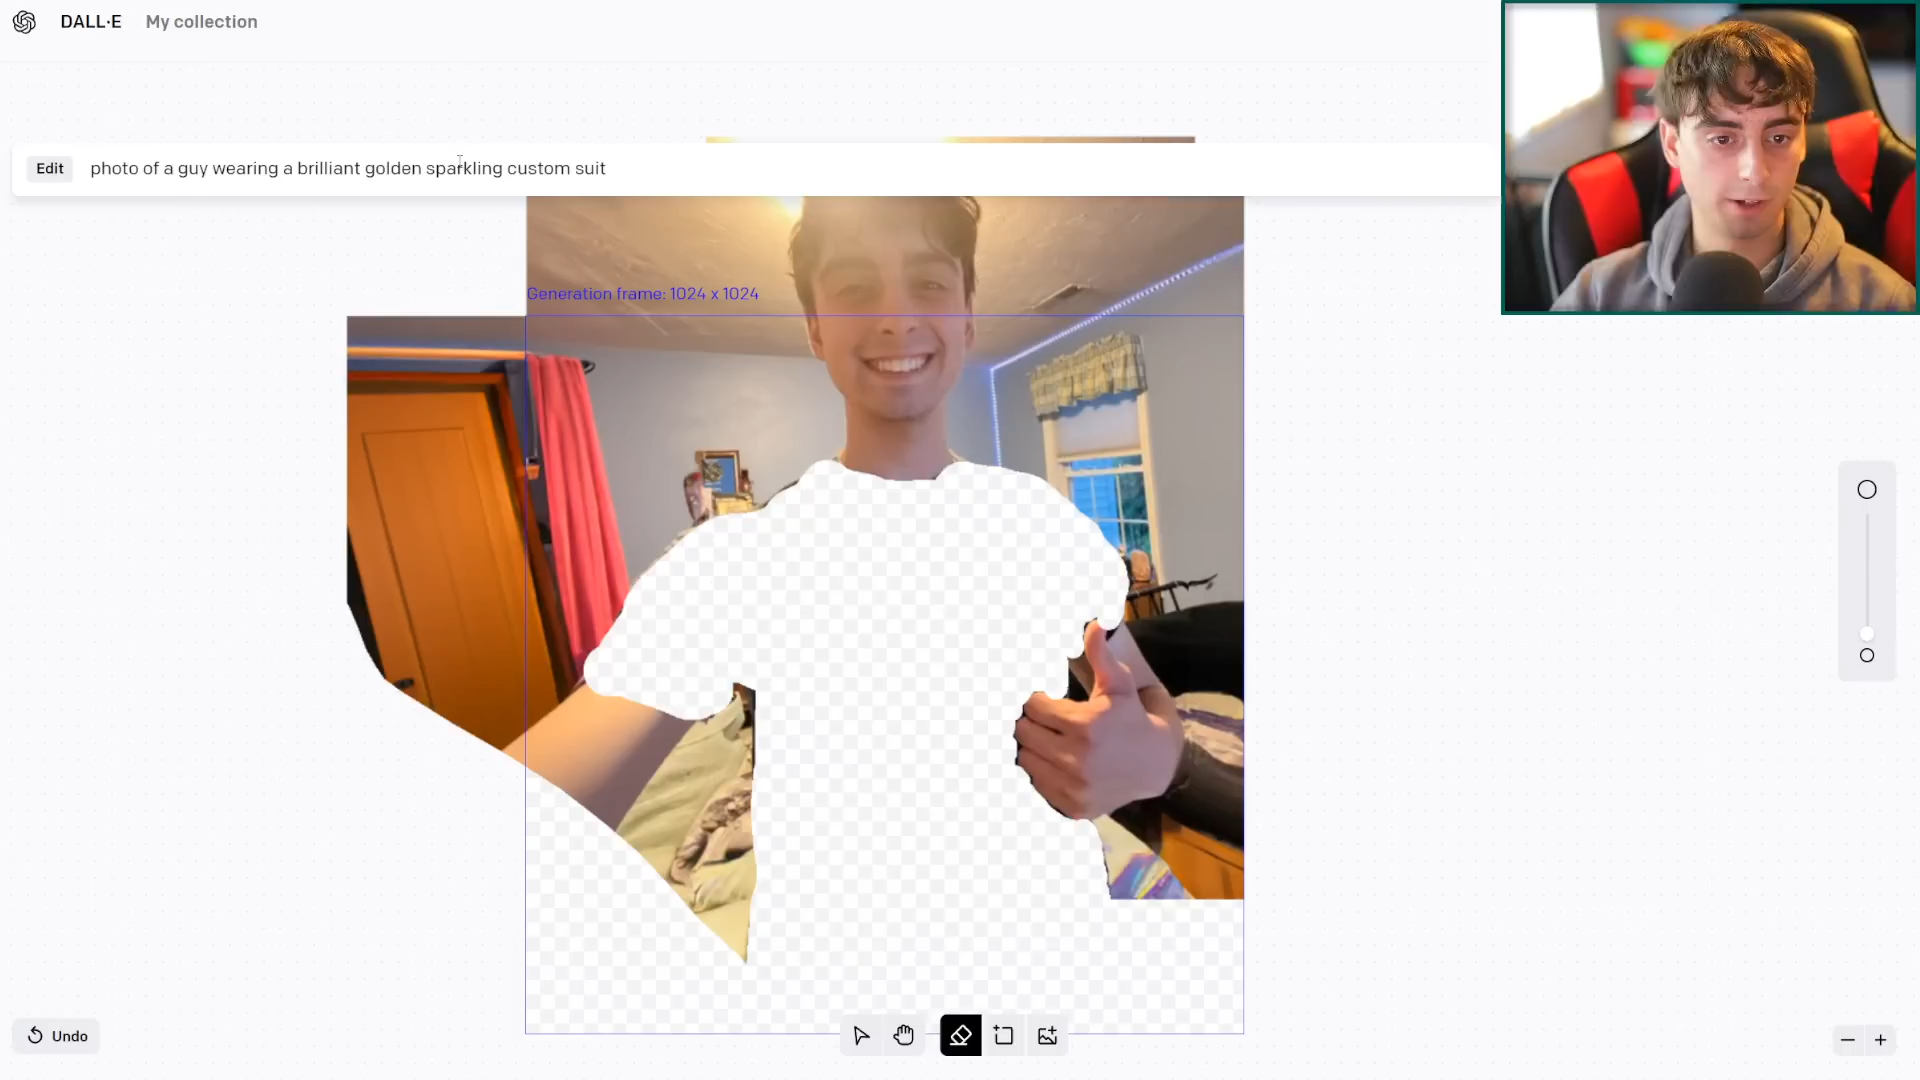 DALL·E My collection
Edit photo of a guy wearing a brilliant golden sparkling custom suit
Generation frame: 1024 x 1024
Undo